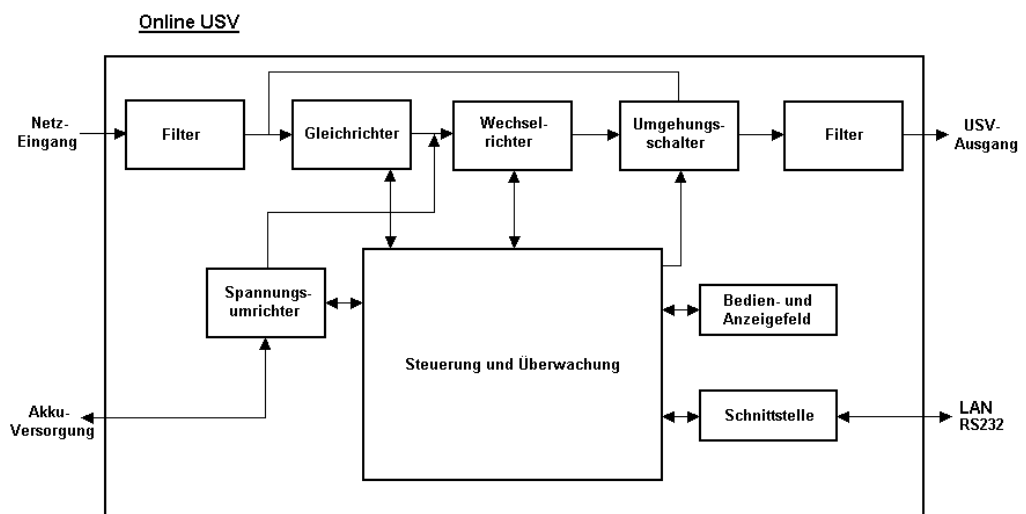 Online USV
Netz-
Eingang
Filter
Gleichrichter
Wechsel-
richter
Umgehungs-
schalter
Filter
USV-
Ausgang
Spannungs-
umrichter
Steuerung und Überwachung
Bedien- und
Anzeigefeld
Akku-
Versorgung
Schnittstelle
LAN
RS232